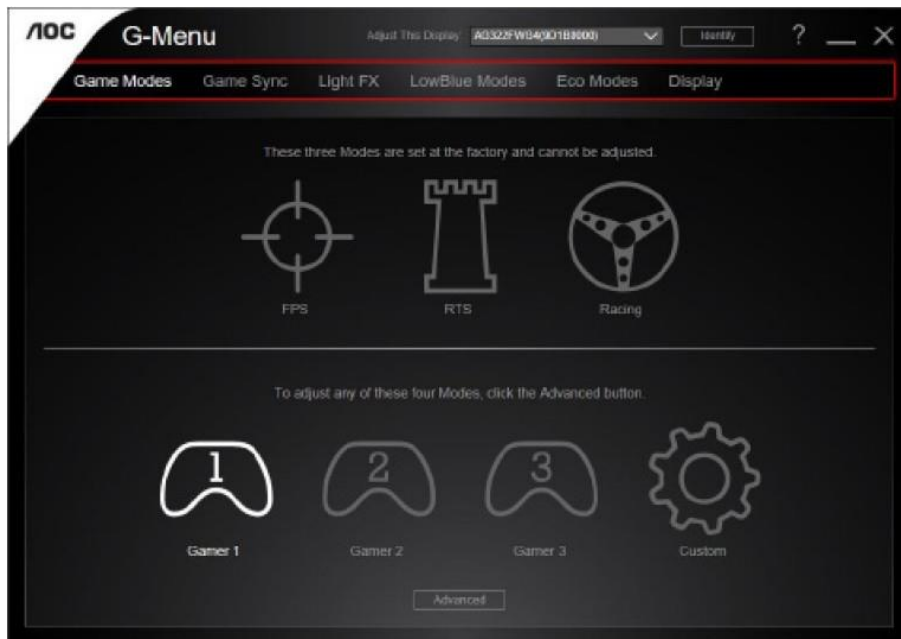 AOC G-Menu Adjust This Display AG322FWG4(9O1B8000) Identify ?
Game Modes Game Sync Light FX LowBlue Modes Eco Modes Display
These three Modes are set at the factory and cannot be adjusted.
FPS RTS Racing
To adjust any of these four Modes, click the Advanced button.
1 2 3
Gamer 1 Gamer 2 Gamer 3 Custom
Advanced